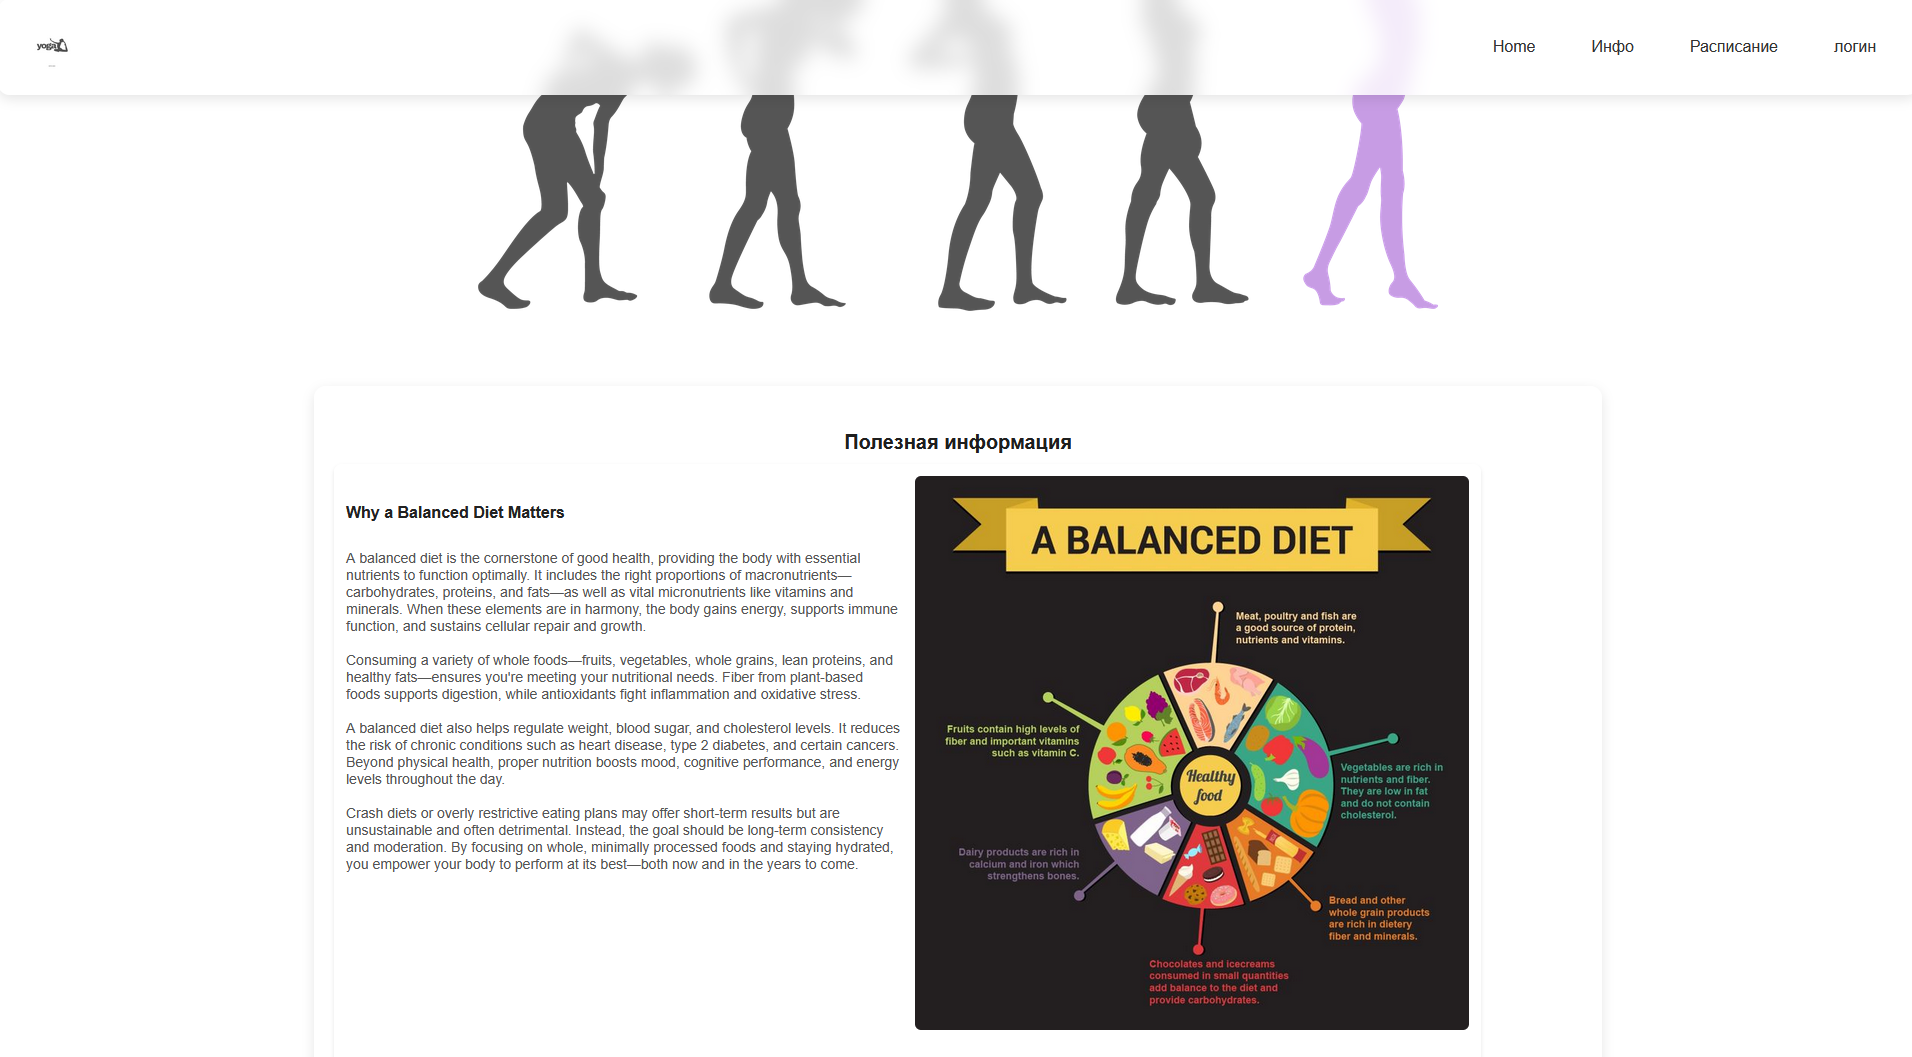 yoga
Home
Инфо
Расписание
логин
Полезная информация
Why a Balanced Diet Matters
A balanced diet is the cornerstone of good health, providing the body with essential
nutrients to function optimally. It includes the right proportions of macronutrients—
carbohydrates, proteins, and fats—as well as vital micronutrients like vitamins and
minerals. When these elements are in harmony, the body gains energy, supports immune
function, and sustains cellular repair and growth.
Consuming a variety of whole foods—fruits, vegetables, whole grains, lean proteins, and
healthy fats—ensures you're meeting your nutritional needs. Fiber from plant-based
foods supports digestion, while antioxidants fight inflammation and oxidative stress.
A balanced diet also helps regulate weight, blood sugar, and cholesterol levels. It reduces
the risk of chronic conditions such as heart disease, type 2 diabetes, and certain cancers.
Beyond physical health, proper nutrition boosts mood, cognitive performance, and energy
levels throughout the day.
Crash diets or overly restrictive eating plans may offer short-term results but are
unsustainable and often detrimental. Instead, the goal should be long-term consistency
and moderation. By focusing on whole, minimally processed foods and staying hydrated,
you empower your body to perform at its best—both now and in the years to come.
A BALANCED DIET
Meat, poultry and fish are
a good source of protein,
nutrients and vitamins.
Fruits contain high levels of
fiber and important vitamins
such as vitamin C.
Healthy
food
Vegetables are rich in
nutrients and fiber.
They are low in fat
and do not contain
cholesterol.
Dairy products are rich in
calcium and iron which
strengthens bones.
Bread and other
whole grain products
are rich in dietery
fiber and minerals.
Chocolates and icecreams
consumed in small quantities
add balance to the diet and
provide carbohydrates.